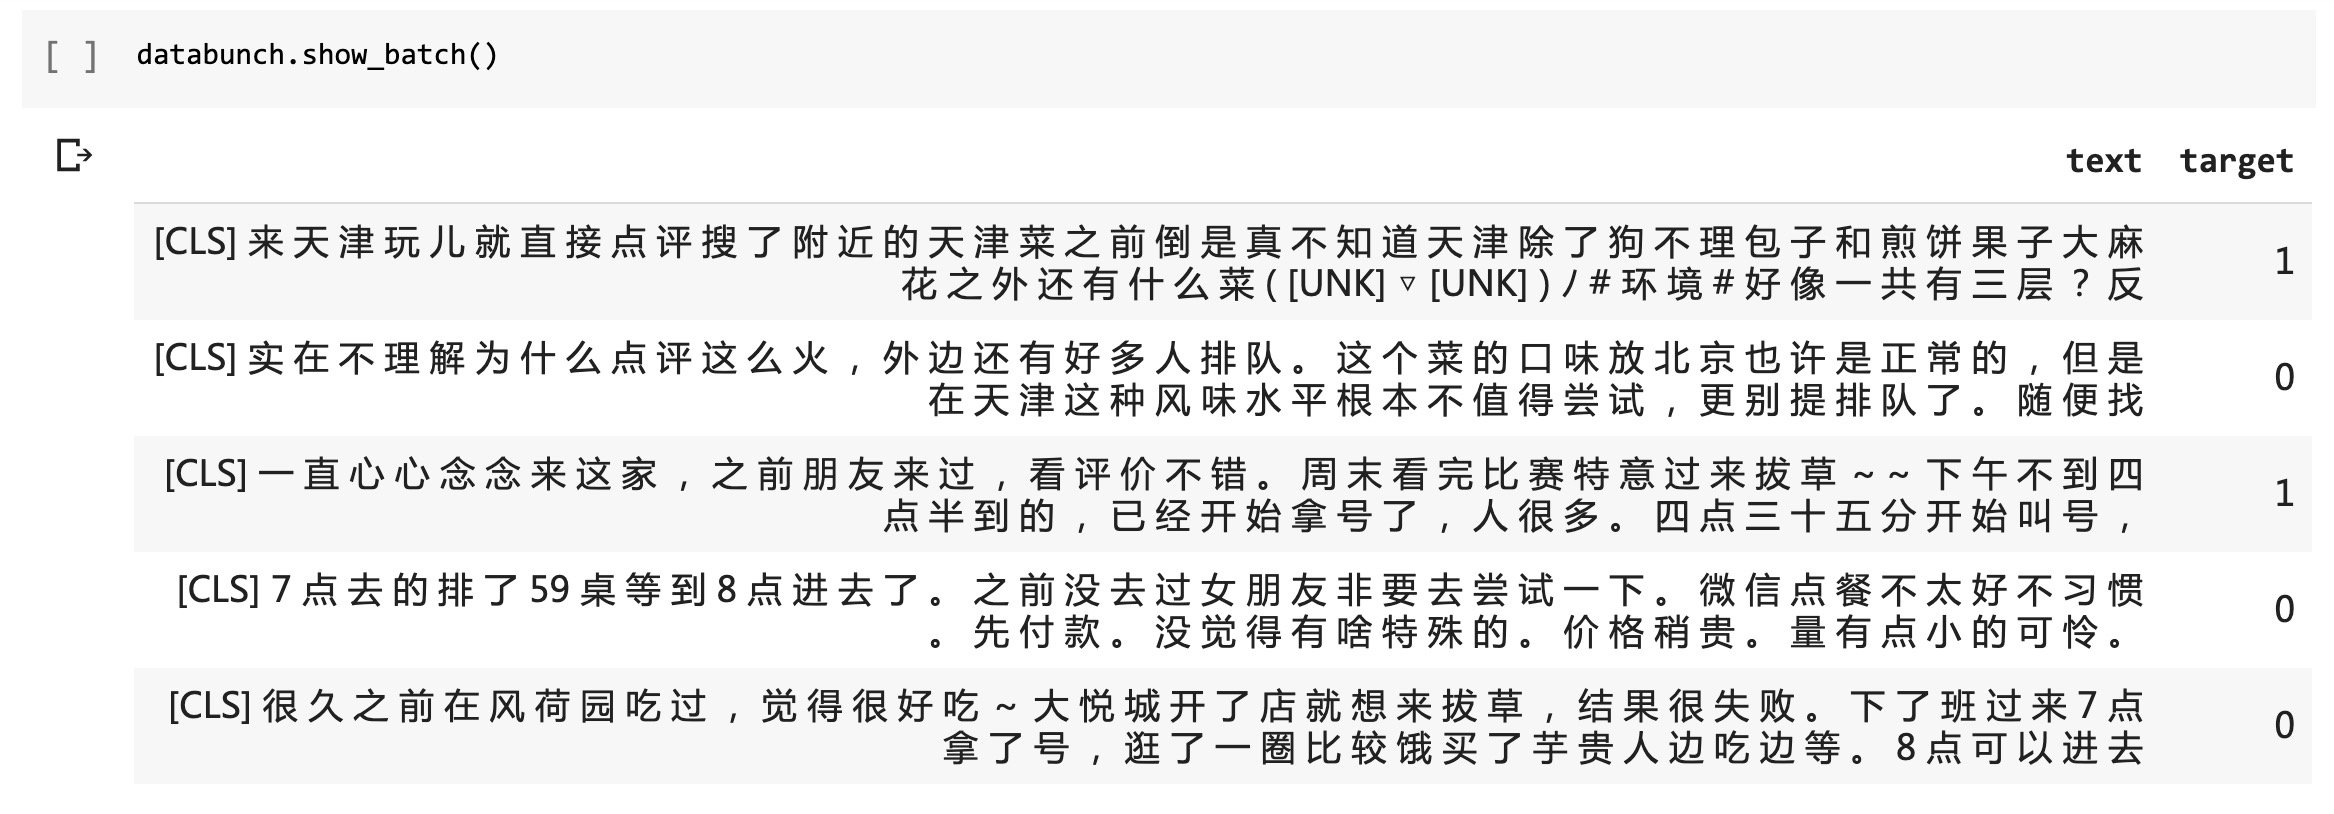 [ ] databunch.show_batch()
text target
[CLS] 来 天 津 玩 儿 就 直 接 点 评 搜 了 附 近 的 天 津 菜 之 前 倒 是 真 不 知 道 天 津 除 了 狗 不 理 包 子 和 煎 饼 果 子 大 麻
花 之 外 还 有 什 么 菜 ( [UNK] ▿ [UNK] ) ﾉ # 环 境 # 好 像 一 共 有 三 层 ？ 反
1
[CLS] 实 在 不 理 解 为 什 么 点 评 这 么 火 ， 外 边 还 有 好 多 人 排 队 。 这 个 菜 的 口 味 放 北 京 也 许 是 正 常 的 ， 但 是
在 天 津 这 种 风 味 水 平 根 本 不 值 得 尝 试 ， 更 别 提 排 队 了 。 随 便 找
0
[CLS] 一 直 心 心 念 念 来 这 家 ， 之 前 朋 友 来 过 ， 看 评 价 不 错 。 周 末 看 完 比 赛 特 意 过 来 拔 草 ~ ~ 下 午 不 到 四
点 半 到 的 ， 已 经 开 始 拿 号 了 ， 人 很 多 。 四 点 三 十 五 分 开 始 叫 号 ，
1
[CLS] 7 点 去 的 排 了 59 桌 等 到 8 点 进 去 了 。 之 前 没 去 过 女 朋 友 非 要 去 尝 试 一 下 。 微 信 点 餐 不 太 好 不 习 惯
。 先 付 款 。 没 觉 得 有 啥 特 殊 的 。 价 格 稍 贵 。 量 有 点 小 的 可 怜 。
0
[CLS] 很 久 之 前 在 风 荷 园 吃 过 ， 觉 得 很 好 吃 ~ 大 悦 城 开 了 店 就 想 来 拔 草 ， 结 果 很 失 败 。 下 了 班 过 来 7 点
拿 了 号 ， 逛 了 一 圈 比 较 饿 买 了 芋 贵 人 边 吃 边 等 。 8 点 可 以 进 去
0